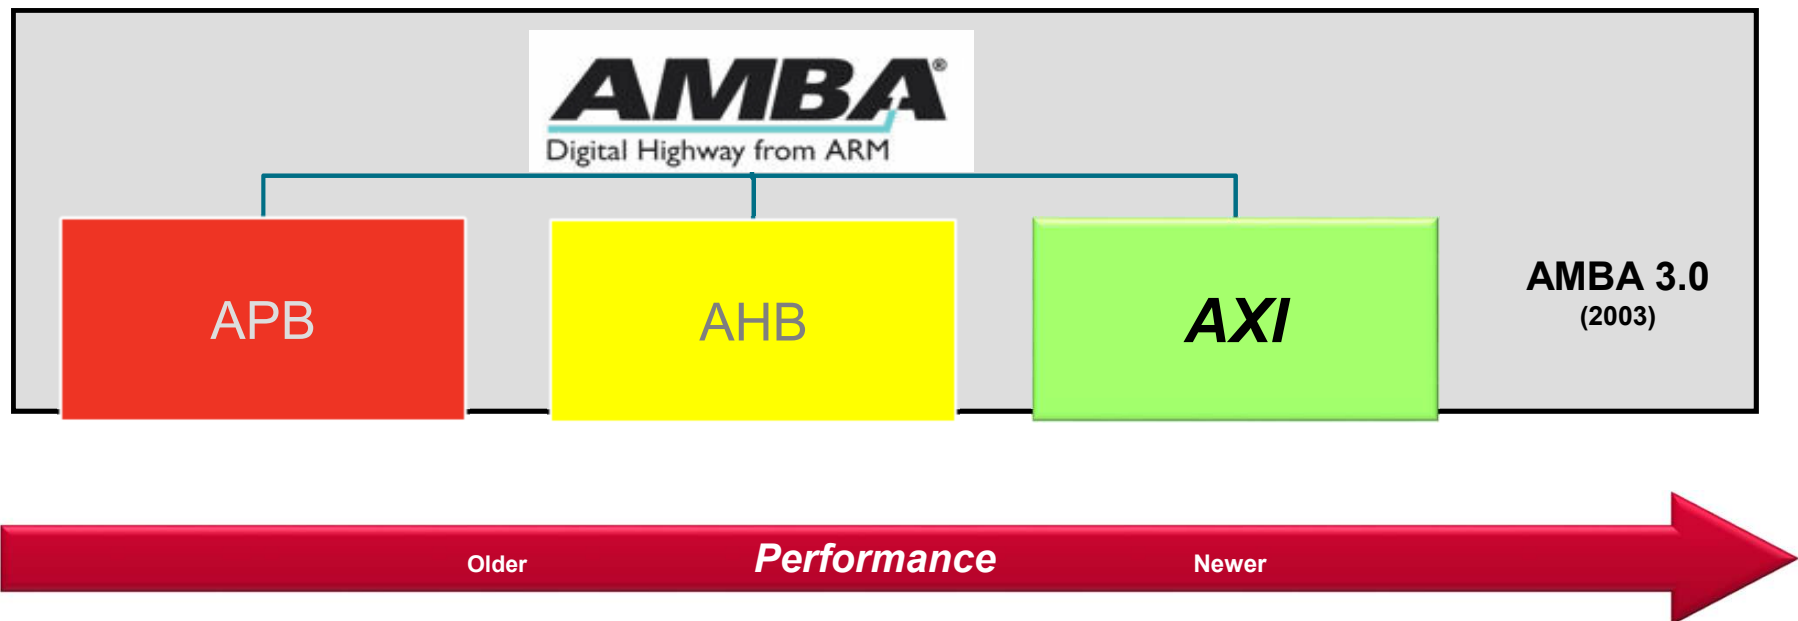 AMBA®
Digital Highway from ARM
APB
AHB
AXI
AMBA 3.0
(2003)
Older Performance Newer